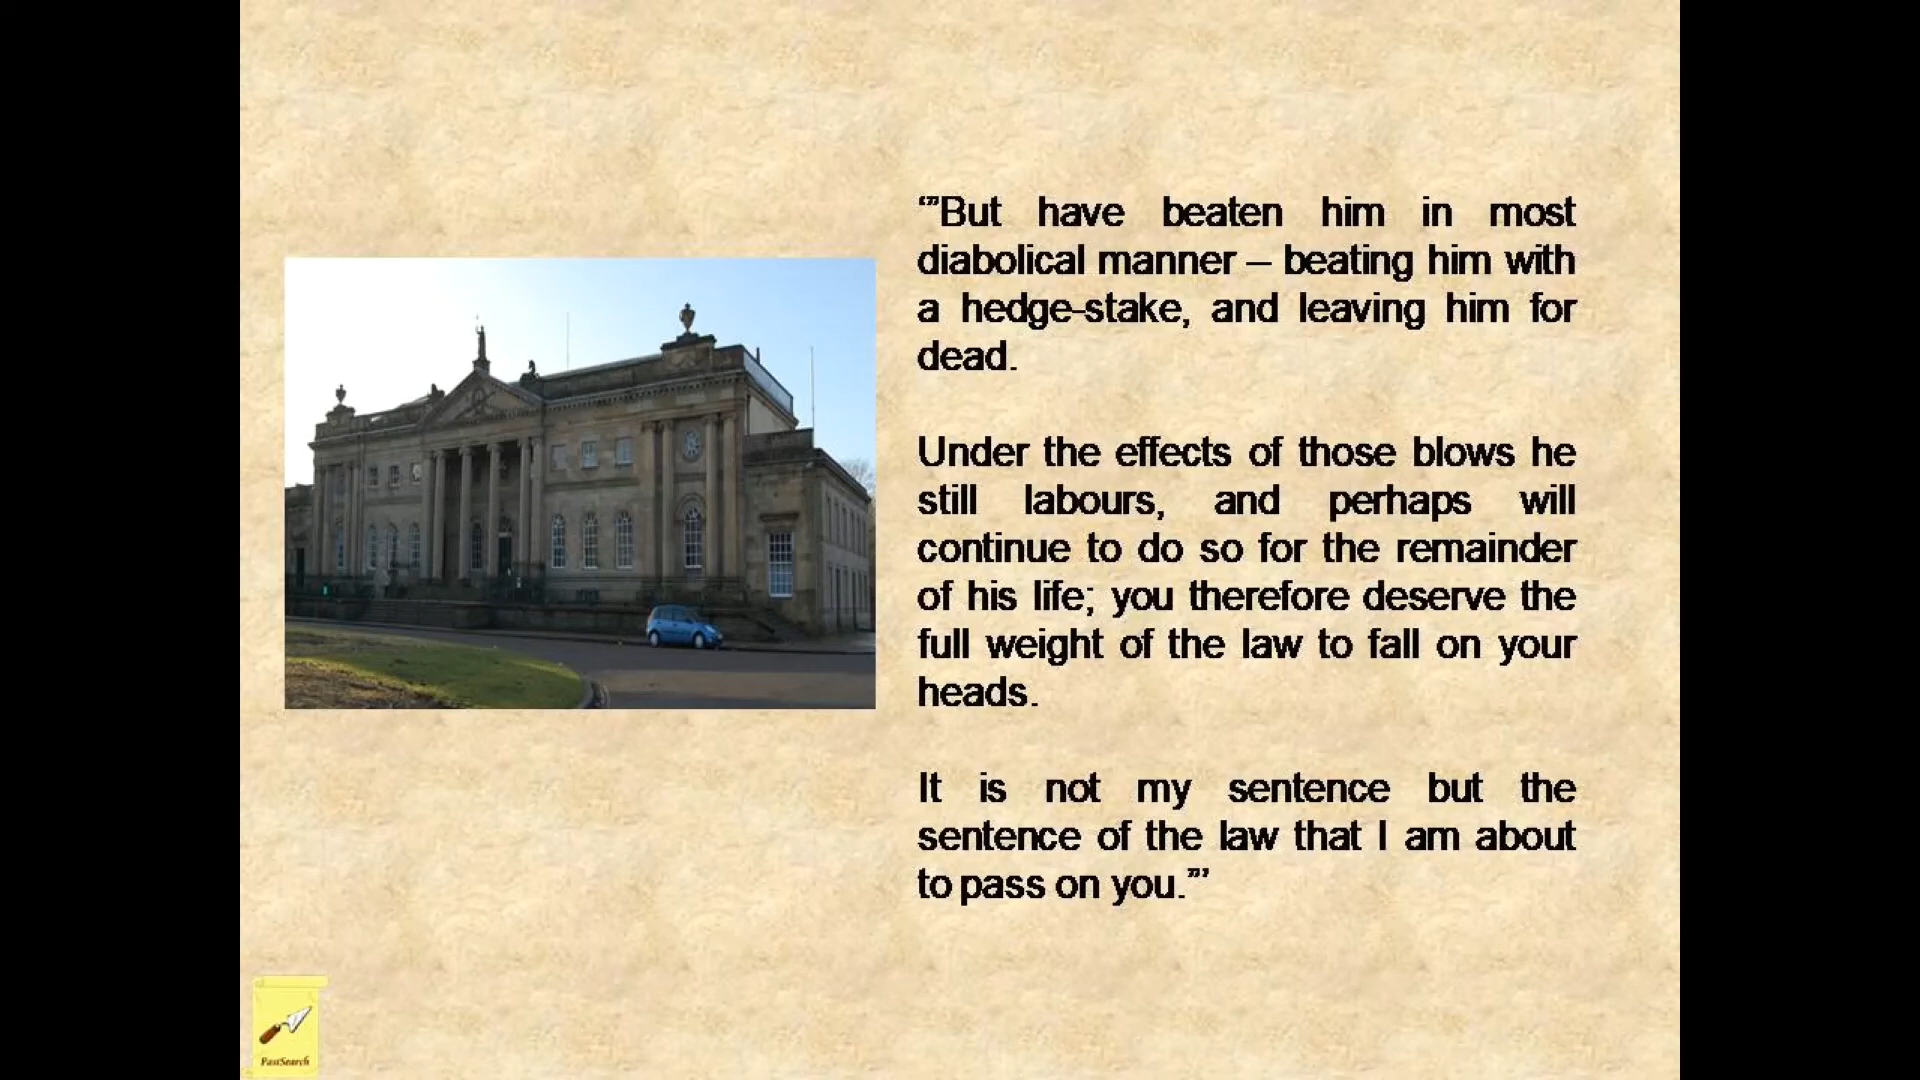 ‘”But have beaten him in most
diabolical manner – beating him with
a hedge-stake, and leaving him for
dead.
Under the effects of those blows he
still labours, and perhaps will
continue to do so for the remainder
of his life; you therefore deserve the
full weight of the law to fall on your
heads.
It is not my sentence but the
sentence of the law that I am about
to pass on you.”’
PastSearch